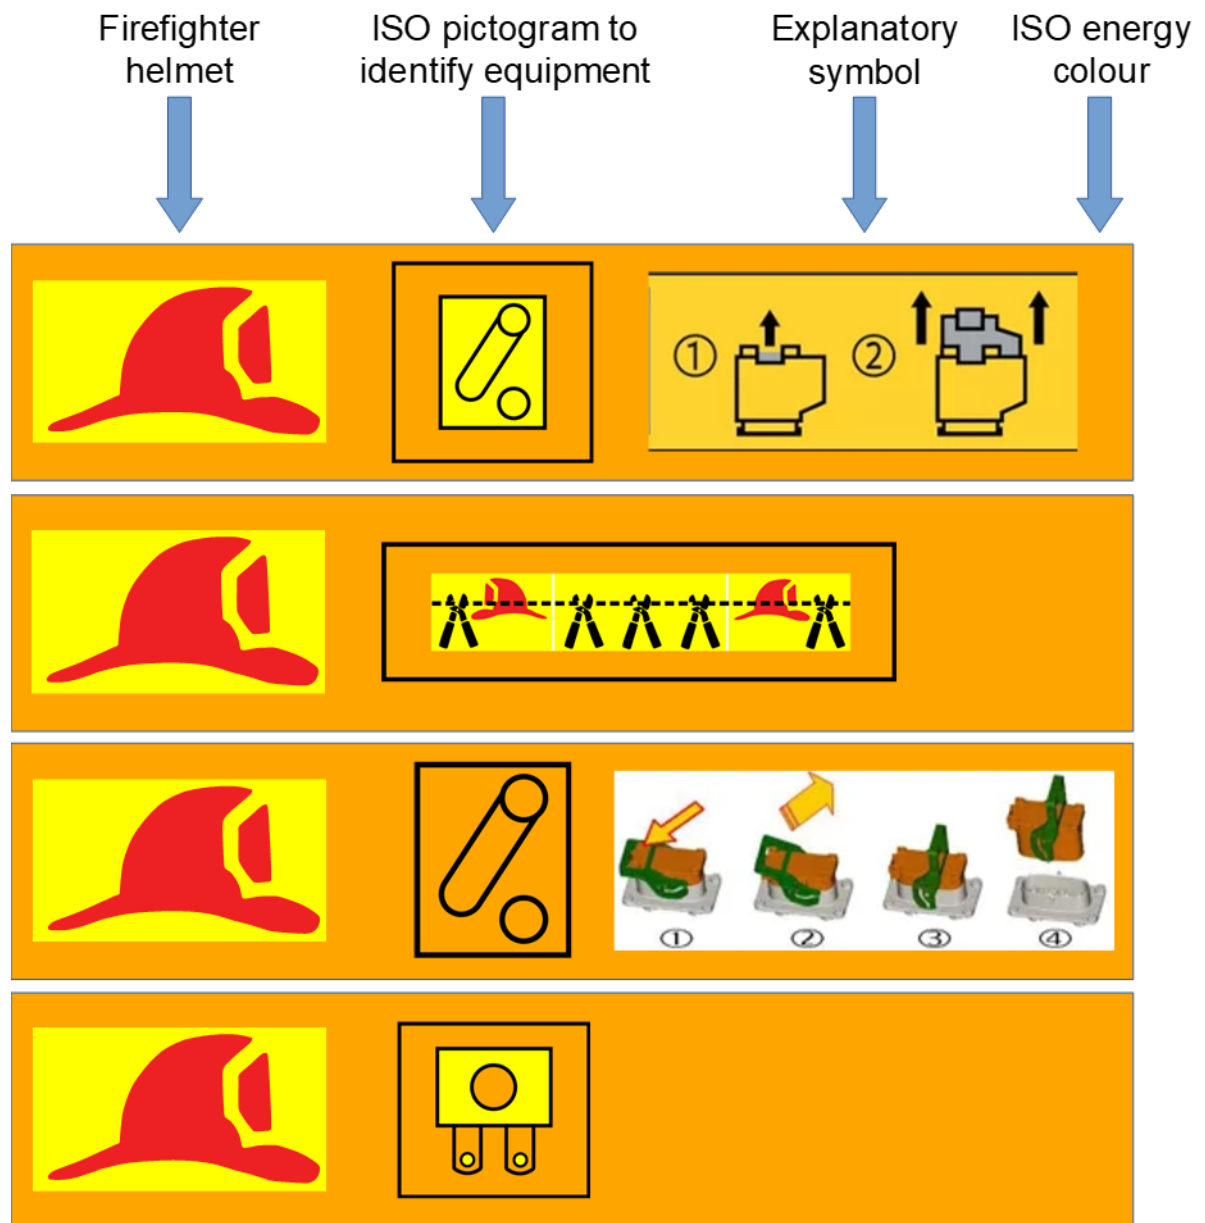 Firefighter
helmet
ISO pictogram to
identify equipment
Explanatory
symbol
ISO energy
colour
① ②
① ② ③ ④